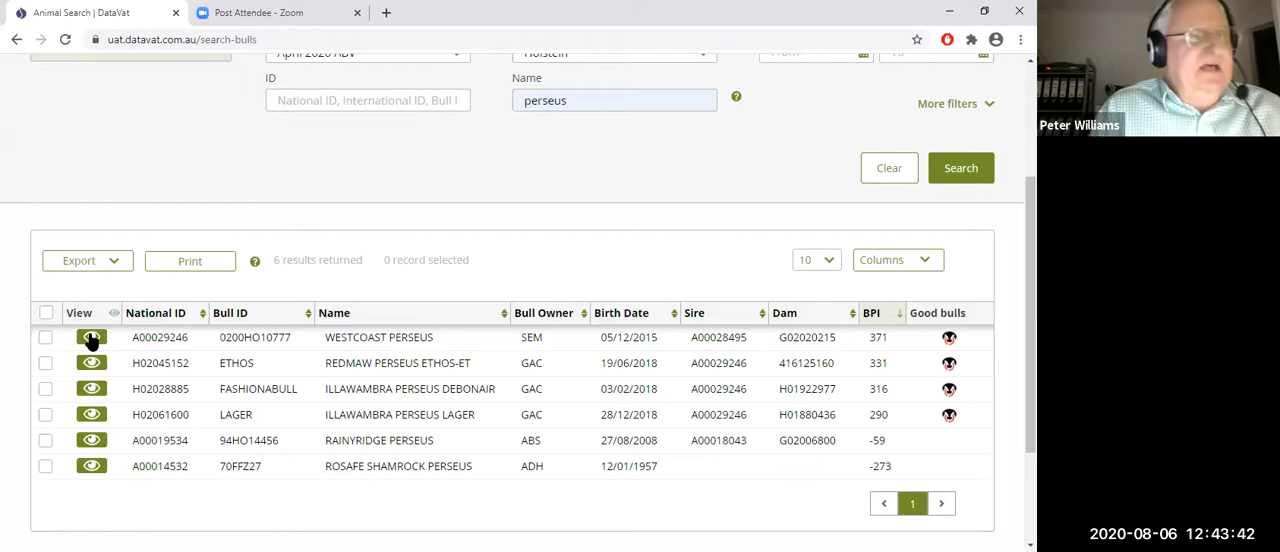 Animal Search | DataVat
Post Attendee - Zoom
uat.datavat.com.au/search-bulls
April 2020 ABV
Holstein
From
To
ID
Name
National ID, International ID, Bull I
perseus
More filters
Clear
Search
Export
Print
6 results returned
0 record selected
10
Columns
View National ID Bull ID Name Bull Owner Birth Date Sire Dam BPI Good bulls
A00029246 0200HO10777 WESTCOAST PERSEUS SEM 05/12/2015 A00028495 G02020215 371
H02045152 ETHOS REDMAW PERSEUS ETHOS-ET GAC 19/06/2018 A00029246 416125160 331
H02028885 FASHIONABULL ILLAWAMBRA PERSEUS DEBONAIR GAC 03/02/2018 A00029246 H01922977 316
H02061600 LAGER ILLAWAMBRA PERSEUS LAGER GAC 28/12/2018 A00029246 H01880436 290
A00019534 94HO14456 RAINYRIDGE PERSEUS ABS 27/08/2008 A00018043 G02006800 -59
A00014532 70FFZ27 ROSAFE SHAMROCK PERSEUS ADH 12/01/1957 -273
1
Peter Williams
2020-08-06 12:43:42